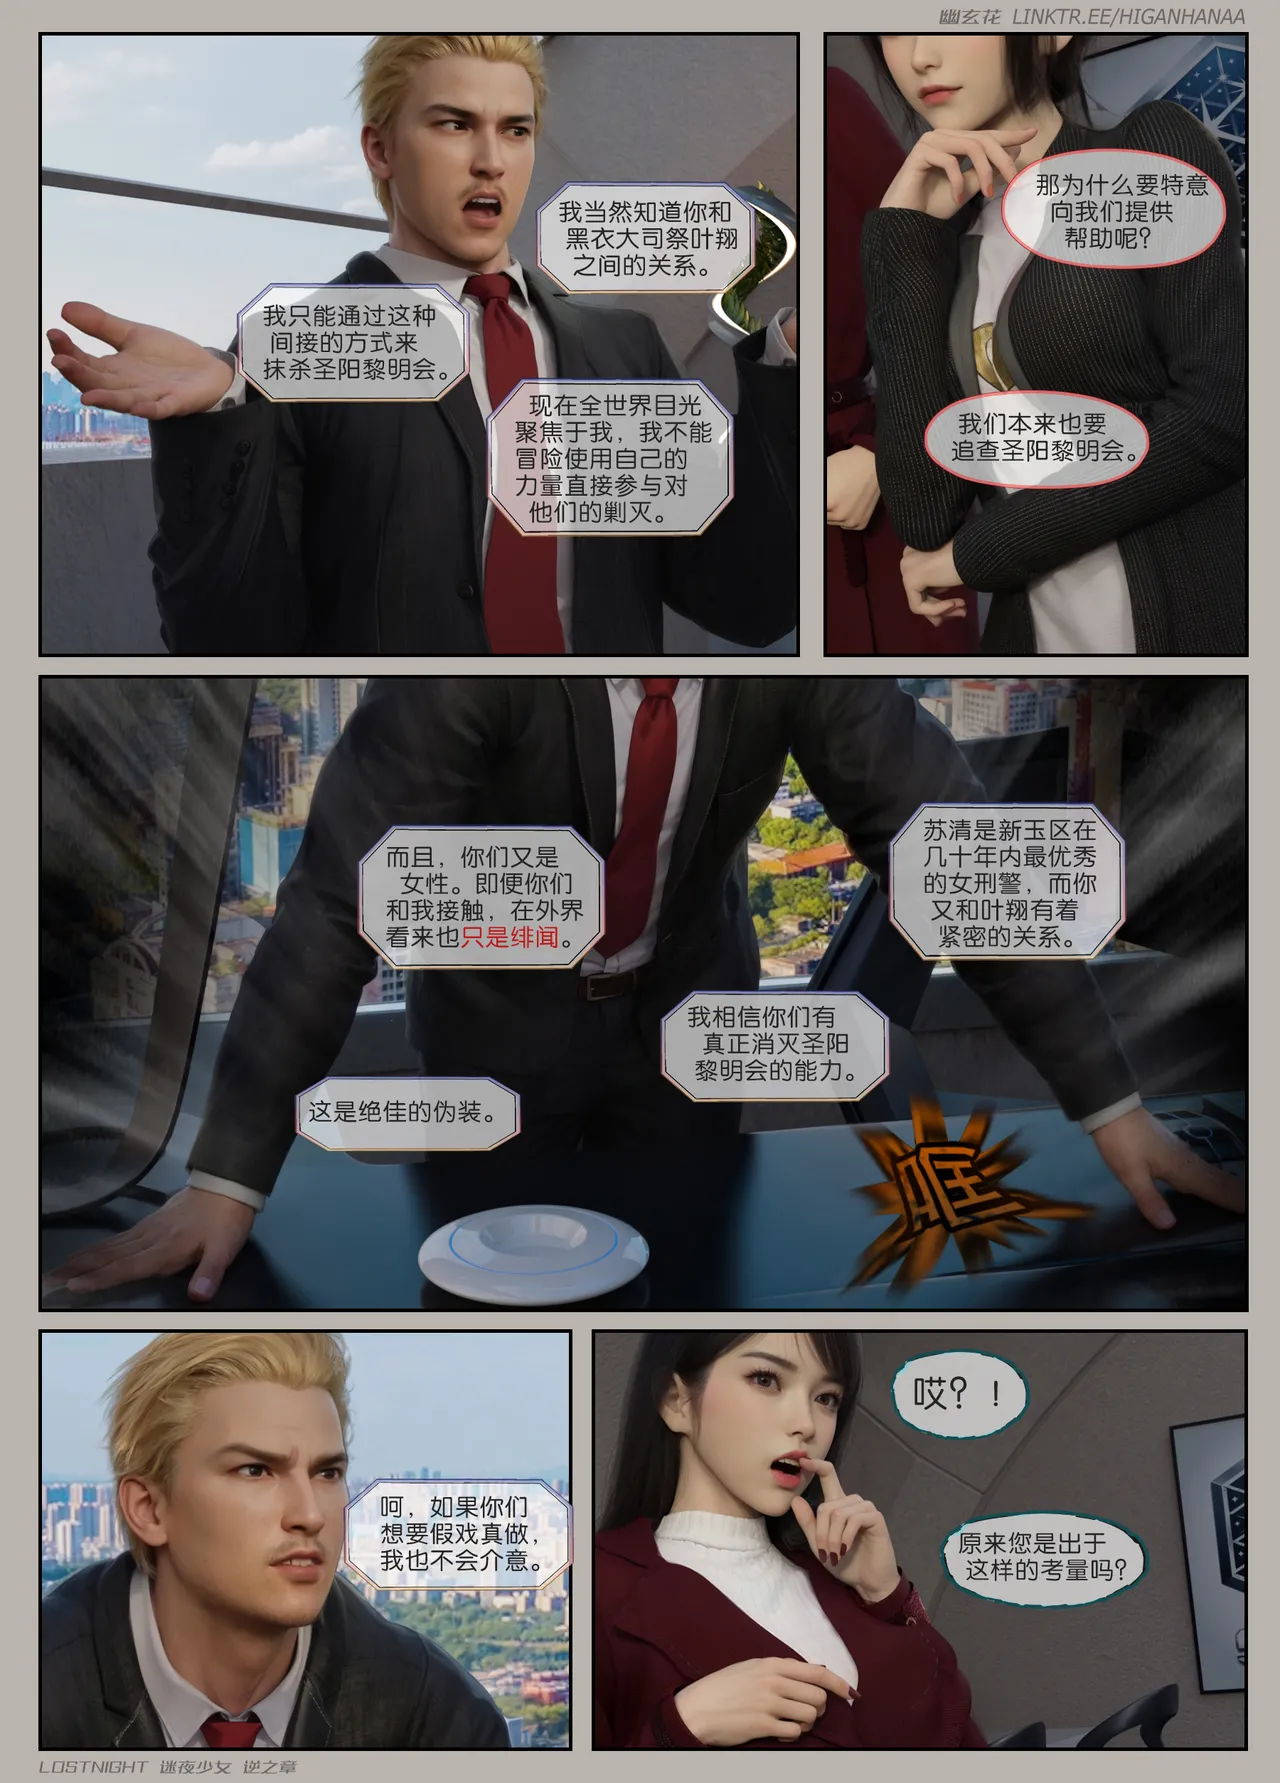 幽玄花 LINKTR.EE/HIGANHANAA
我当然知道你和
黑衣大司祭叶翔
之间的关系。
我只能通过这种
间接的方式来
抹杀圣阳黎明会。
现在全世界目光
聚焦于我，我不能
冒险使用自己的
力量直接参与对
他们的剿灭。
那为什么要特意
向我们提供
帮助呢？
我们本来也要
追查圣阳黎明会。
而且，你们又是
女性。即便你们
和我接触，在外界
看来也只是绯闻。
这是绝佳的伪装。
苏清是新玉区在
几十年内最优秀
的女刑警，而你
又和叶翔有着
紧密的关系。
我相信你们有
真正消灭圣阳
黎明会的能力。
哐
呵，如果你们
想要假戏真做，
我也不会介意。
哎？！
原来您是出于
这样的考量吗？
LOSTNIGHT 迷夜少女 逆之章